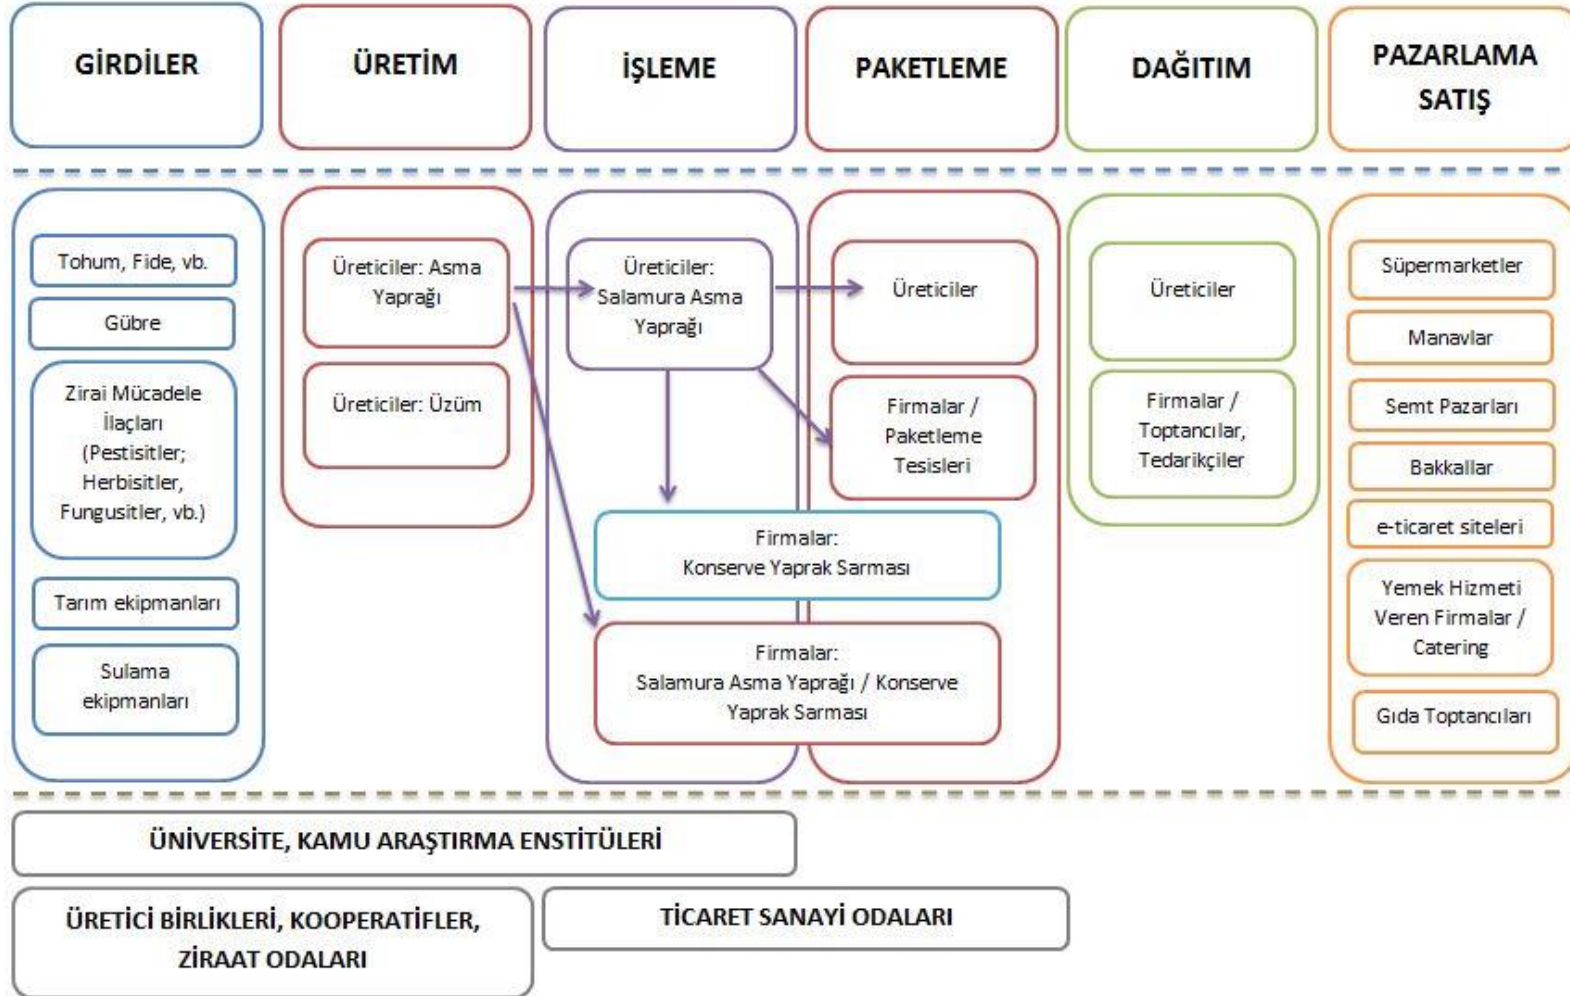 GİRDİLER
ÜRETİM
İŞLEME
PAKETLEME
DAĞITIM
PAZARLAMA
SATIŞ
Tohum, Fide, vb.
Gübre
Zirai Mücadele
İlaçları
(Pestisitler;
Herbisitler,
Fungusitler, vb.)
Tarım ekipmanları
Sulama
ekipmanları
Üreticiler: Asma
Yaprağı
Üreticiler: Üzüm
Üreticiler:
Salamura Asma
Yaprağı
Üreticiler
Firmalar /
Paketleme
Tesisleri
Firmalar:
Konserve Yaprak Sarması
Firmalar:
Salamura Asma Yaprağı / Konserve
Yaprak Sarması
Üreticiler
Firmalar /
Toptancılar,
Tedarikçiler
Süpermarketler
Manavlar
Semt Pazarları
Bakkallar
e-ticaret siteleri
Yemek Hizmeti
Veren Firmalar /
Catering
Gıda Toptancıları
ÜNİVERSİTE, KAMU ARAŞTIRMA ENSTİTÜLERİ
ÜRETİCİ BİRLİKLERİ, KOOPERATİFLER,
ZİRAAT ODALARI
TİCARET SANAYİ ODALARI